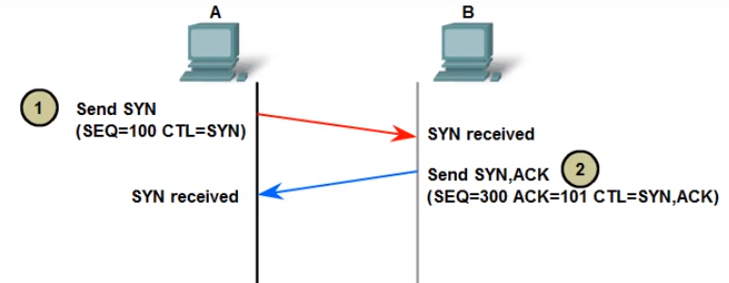 A
B
1
Send SYN
(SEQ=100 CTL=SYN)
SYN received
Send SYN,ACK
2
SYN received
(SEQ=300 ACK=101 CTL=SYN,ACK)